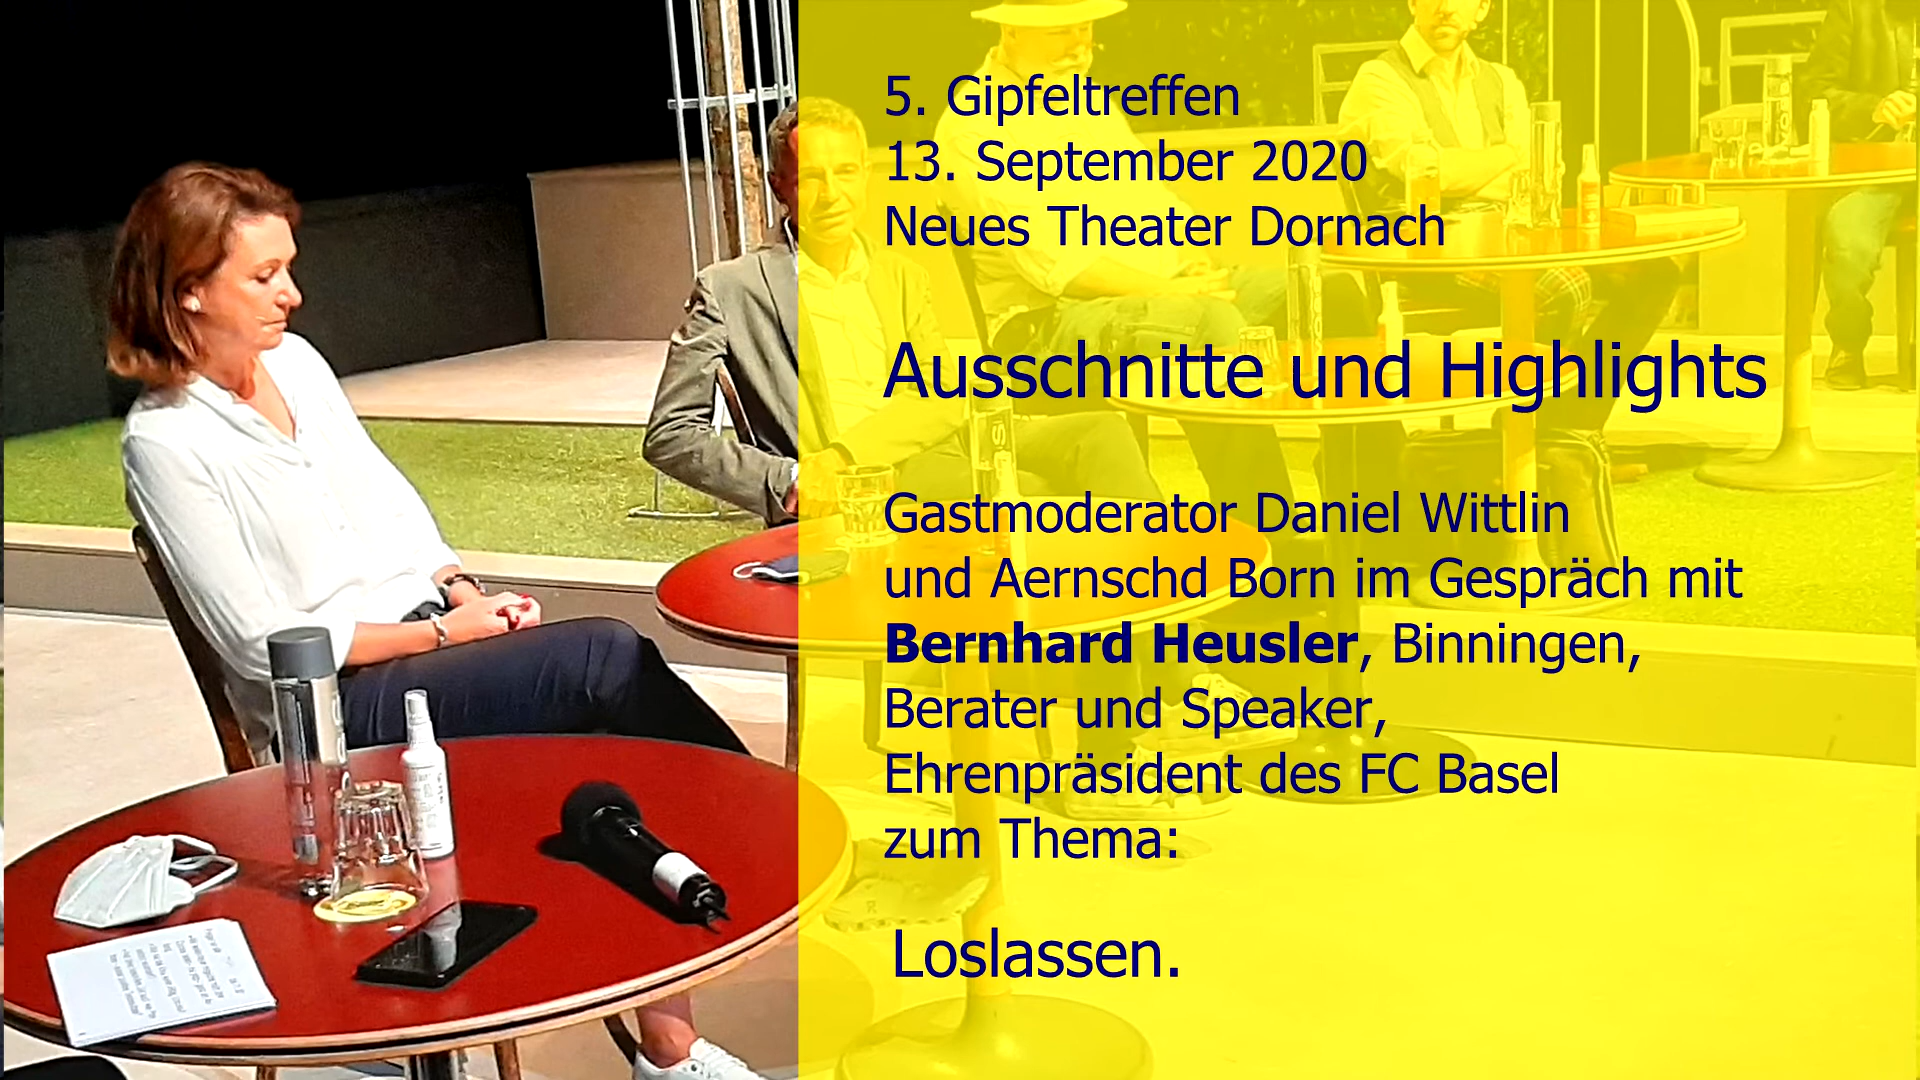 5. Gipfeltreffen
13. September 2020
Neues Theater Dornach
Ausschnitte und Highlights
Gastmoderator Daniel Wittlin
und Aernschd Born im Gespräch mit
Bernhard Heusler, Binningen,
Berater und Speaker,
Ehrenpräsident des FC Basel
zum Thema:
Loslassen.